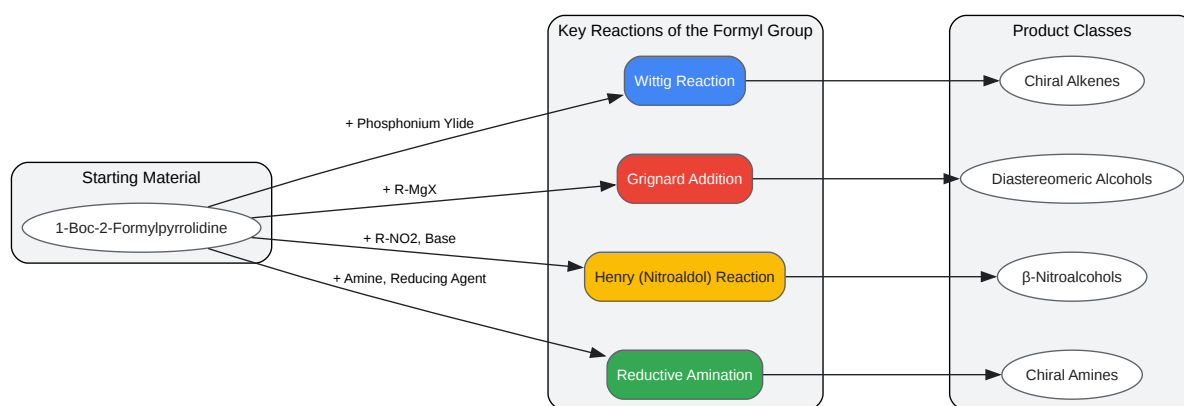 Key Reactions of the Formyl Group
Product Classes
Wittig Reaction
Chiral Alkenes
+ Phosphonium Ylide
Starting Material
1-Boc-2-Formylpyrrolidine
+ R-MgX
Grignard Addition
Diastereomeric Alcohols
+ R-NO2, Base
Henry (Nitroaldol) Reaction
β-Nitroalcohols
+ Amine, Reducing Agent
Reductive Amination
Chiral Amines